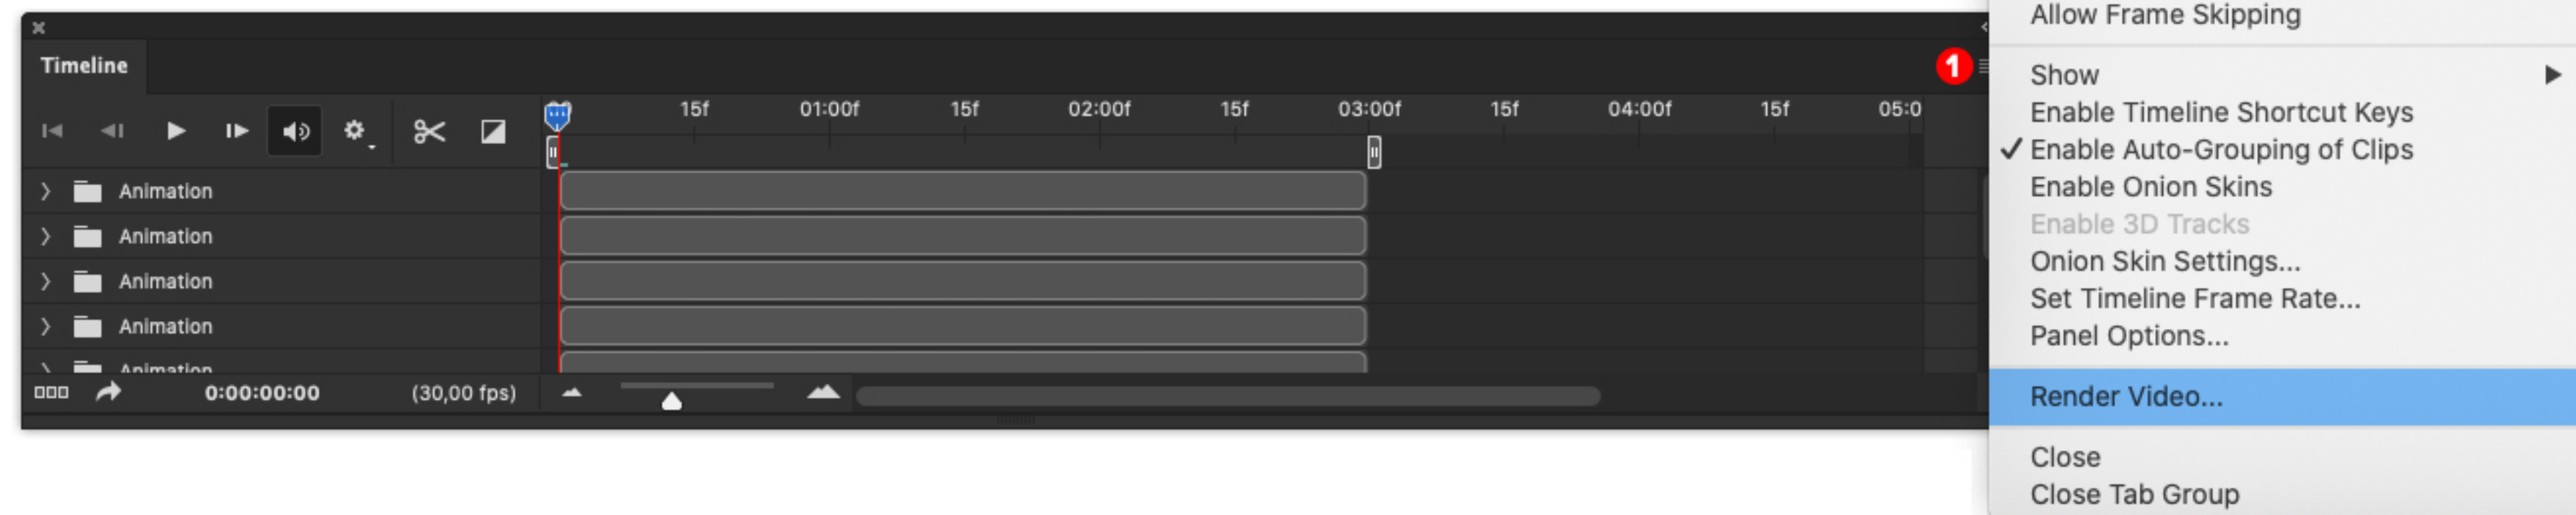 Timeline
1
15f
01:00f
15f
02:00f
15f
03:00f
15f
04:00f
15f
05:0
Animation
Animation
Animation
Animation
Animation
0:00:00:00
(30,00 fps)
Allow Frame Skipping
Show
Enable Timeline Shortcut Keys
Enable Auto-Grouping of Clips
Enable Onion Skins
Enable 3D Tracks
Onion Skin Settings...
Set Timeline Frame Rate...
Panel Options...
Render Video...
Close
Close Tab Group